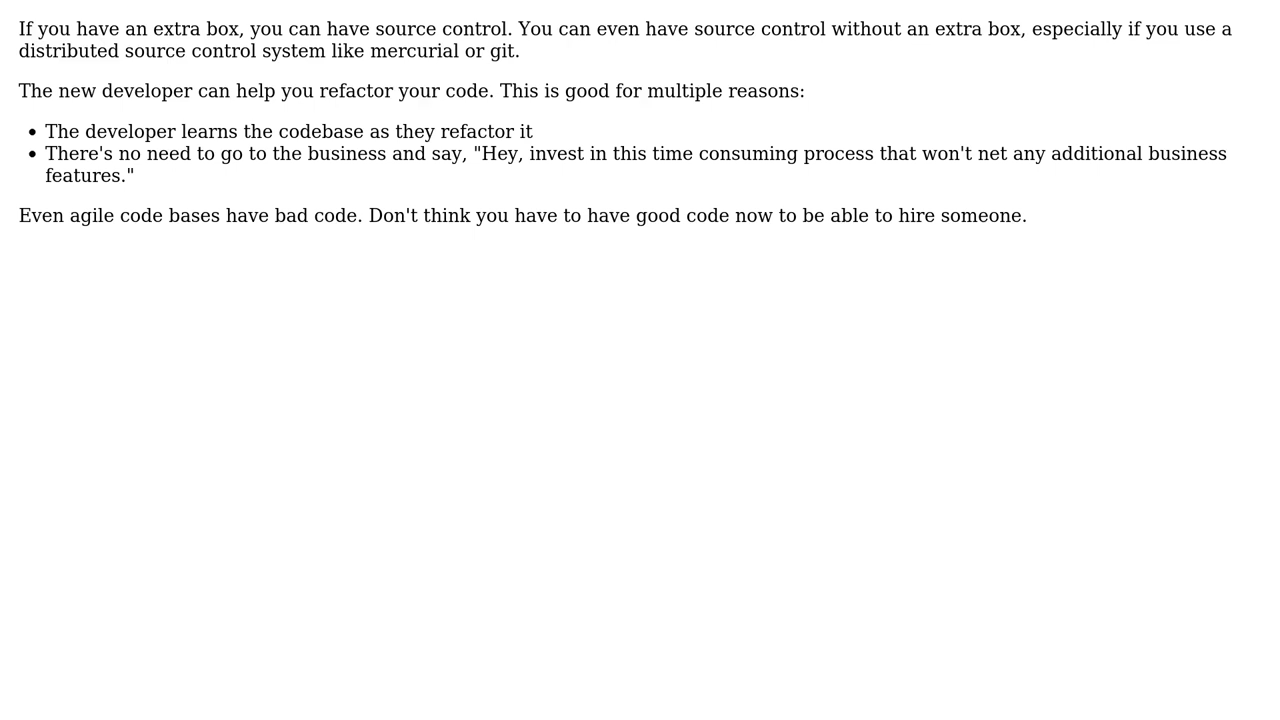 If you have an extra box, you can have source control. You can even have source control without an extra box, especially if you use a
distributed source control system like mercurial or git.
The new developer can help you refactor your code. This is good for multiple reasons:
• The developer learns the codebase as they refactor it
• There's no need to go to the business and say, "Hey, invest in this time consuming process that won't net any additional business
features."
Even agile code bases have bad code. Don't think you have to have good code now to be able to hire someone.